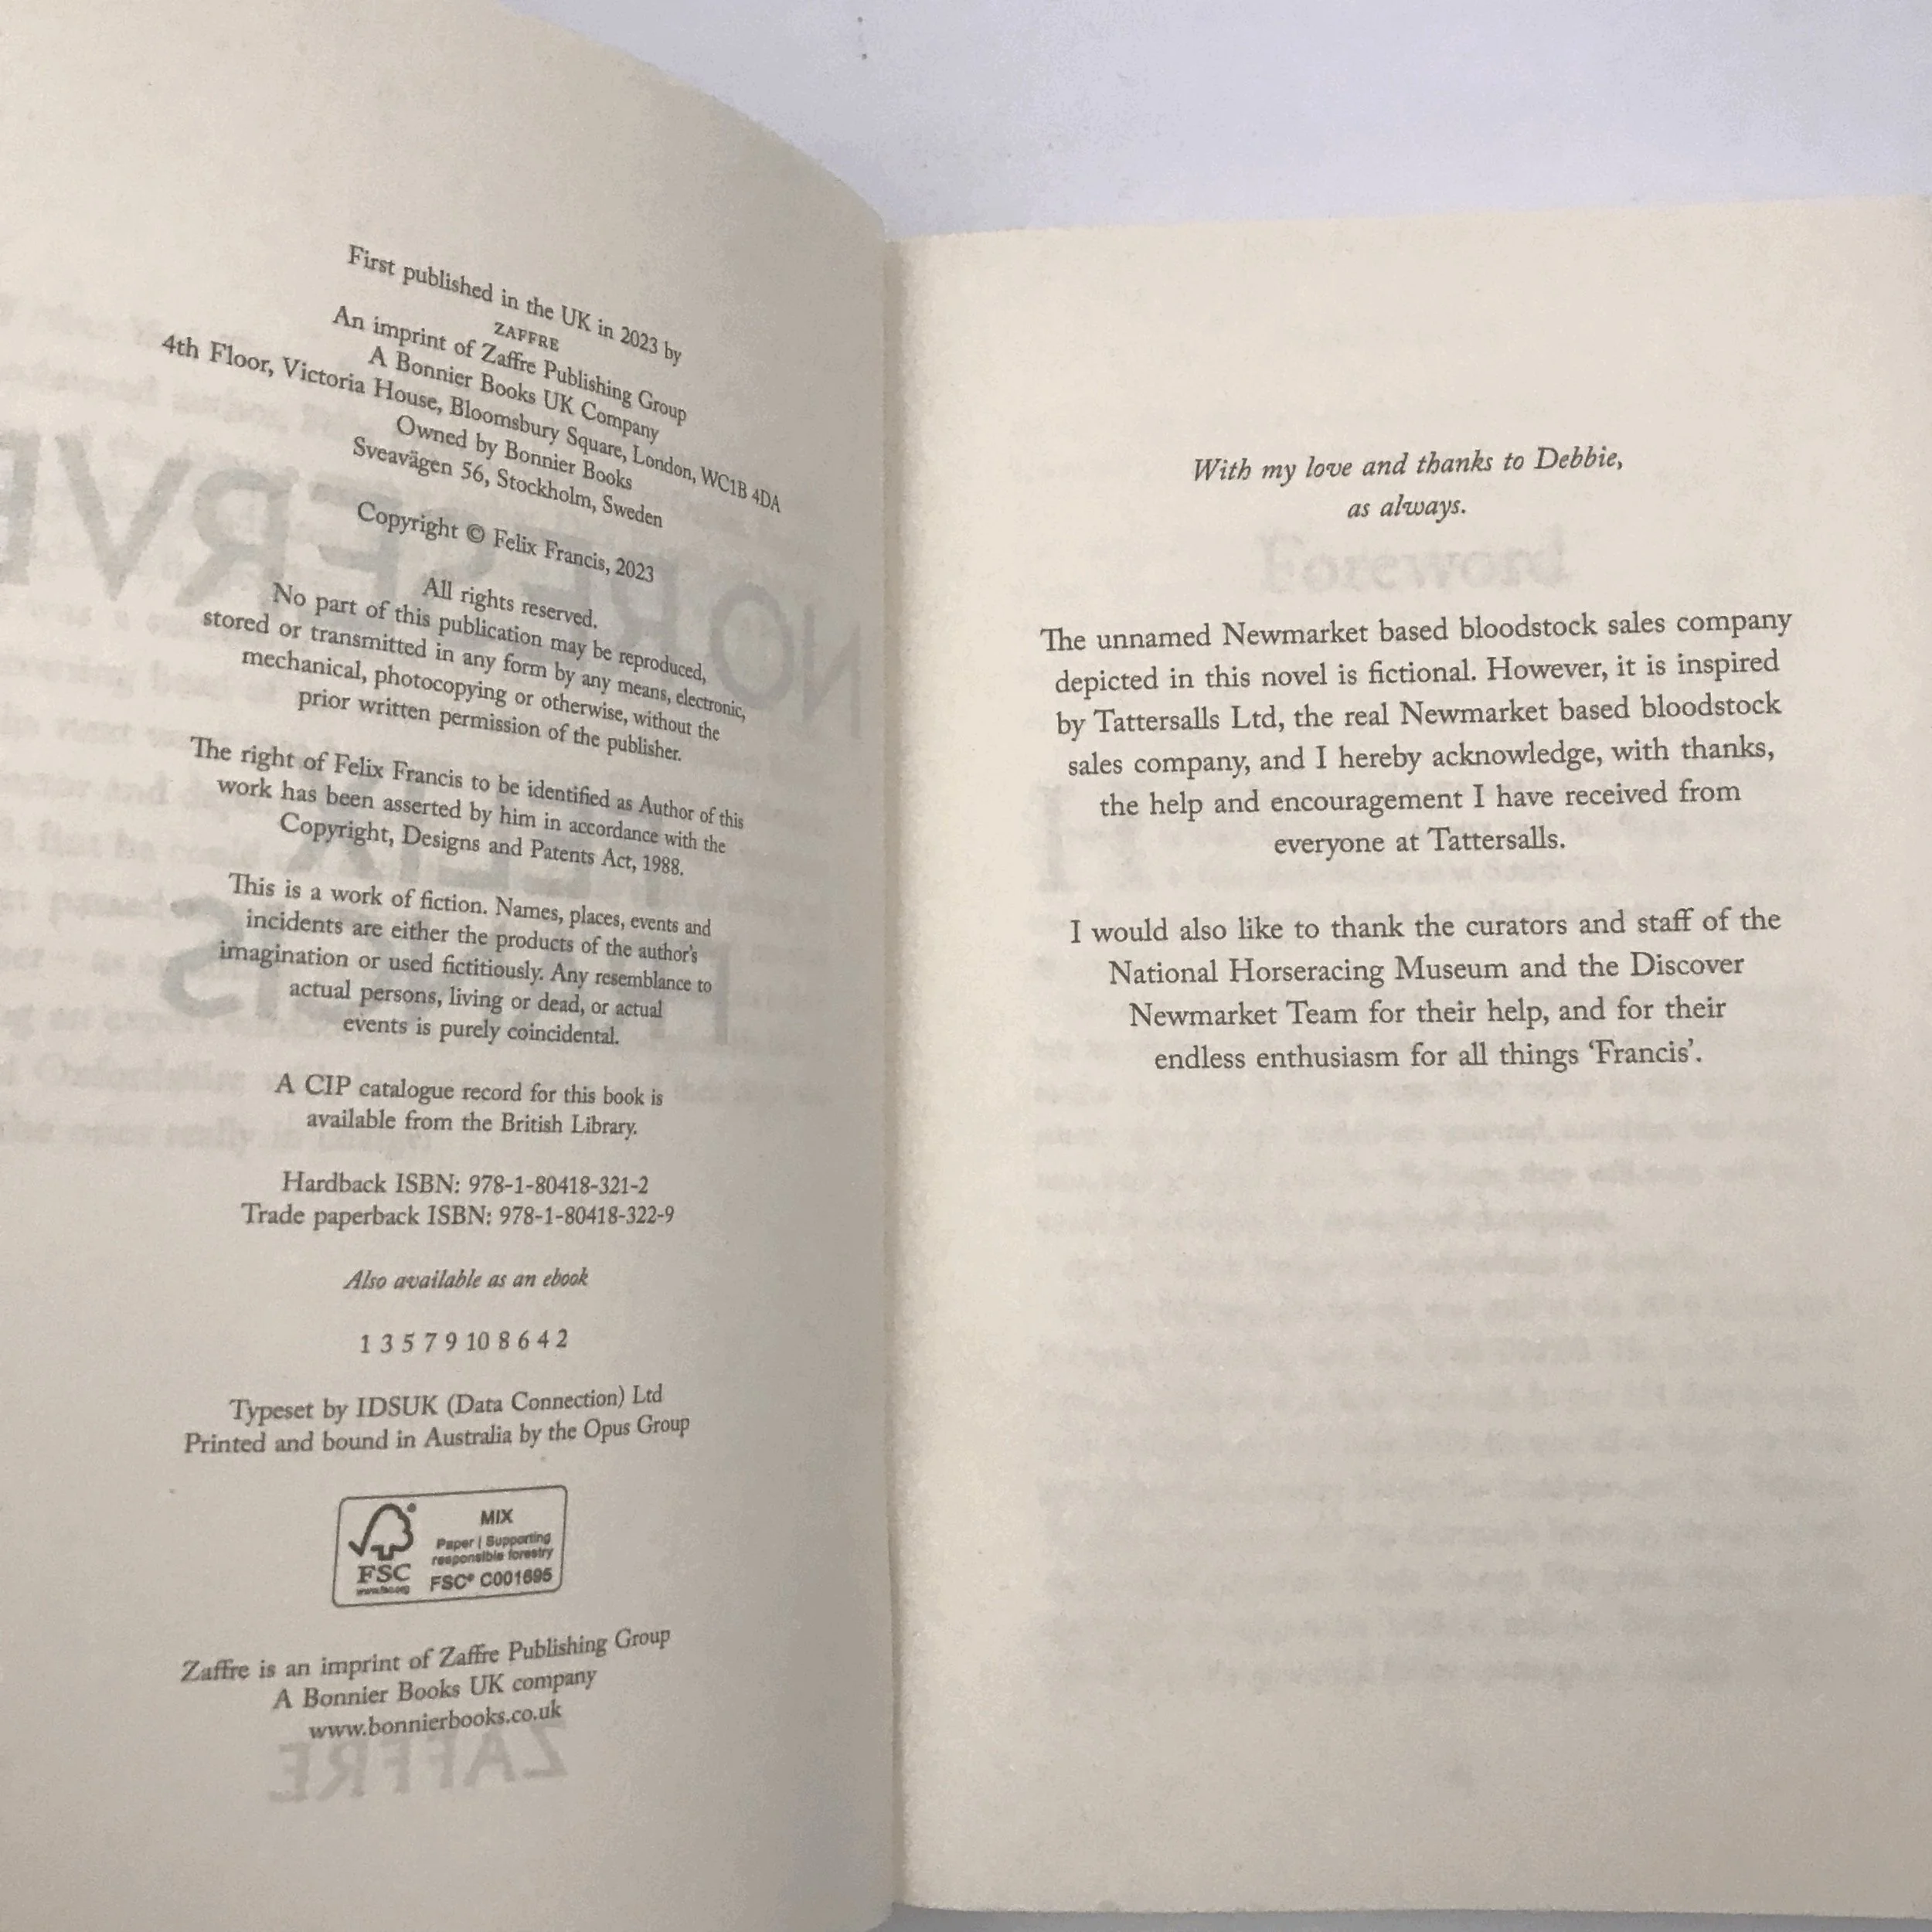 First published in the UK in 2023 by
ZAFFRE
An imprint of Zaffre Publishing Group
A Bonnier Books UK Company
4th Floor, Victoria House, Bloomsbury Square, London, WC1B 4DA
Owned by Bonnier Books
Sveavägen 56, Stockholm, Sweden
Copyright © Felix Francis, 2023
All rights reserved.
No part of this publication may be reproduced,
stored or transmitted in any form by any means, electronic,
mechanical, photocopying or otherwise, without the
prior written permission of the publisher.
The right of Felix Francis to be identified as Author of this
work has been asserted by him in accordance with the
Copyright, Designs and Patents Act, 1988.
This is a work of fiction. Names, places, events and
incidents are either the products of the author's
imagination or used fictitiously. Any resemblance to
actual persons, living or dead, or actual
events is purely coincidental.
A CIP catalogue record for this book is
available from the British Library.
Hardback ISBN: 978-1-80418-321-2
Trade paperback ISBN: 978-1-80418-322-9
Also available as an ebook
1 3 5 7 9 10 8 6 4 2
Typeset by IDSUK (Data Connection) Ltd
Printed and bound in Australia by the Opus Group
FSC
www.fsc.org
MIX
Paper | Supporting
responsible forestry
FSC® C001695
Zaffre is an imprint of Zaffre Publishing Group
A Bonnier Books UK company
www.bonnierbooks.co.uk
With my love and thanks to Debbie,
as always.
The unnamed Newmarket based bloodstock sales company
depicted in this novel is fictional. However, it is inspired
by Tattersalls Ltd, the real Newmarket based bloodstock
sales company, and I hereby acknowledge, with thanks,
the help and encouragement I have received from
everyone at Tattersalls.
I would also like to thank the curators and staff of the
National Horseracing Museum and the Discover
Newmarket Team for their help, and for their
endless enthusiasm for all things ‘Francis’.